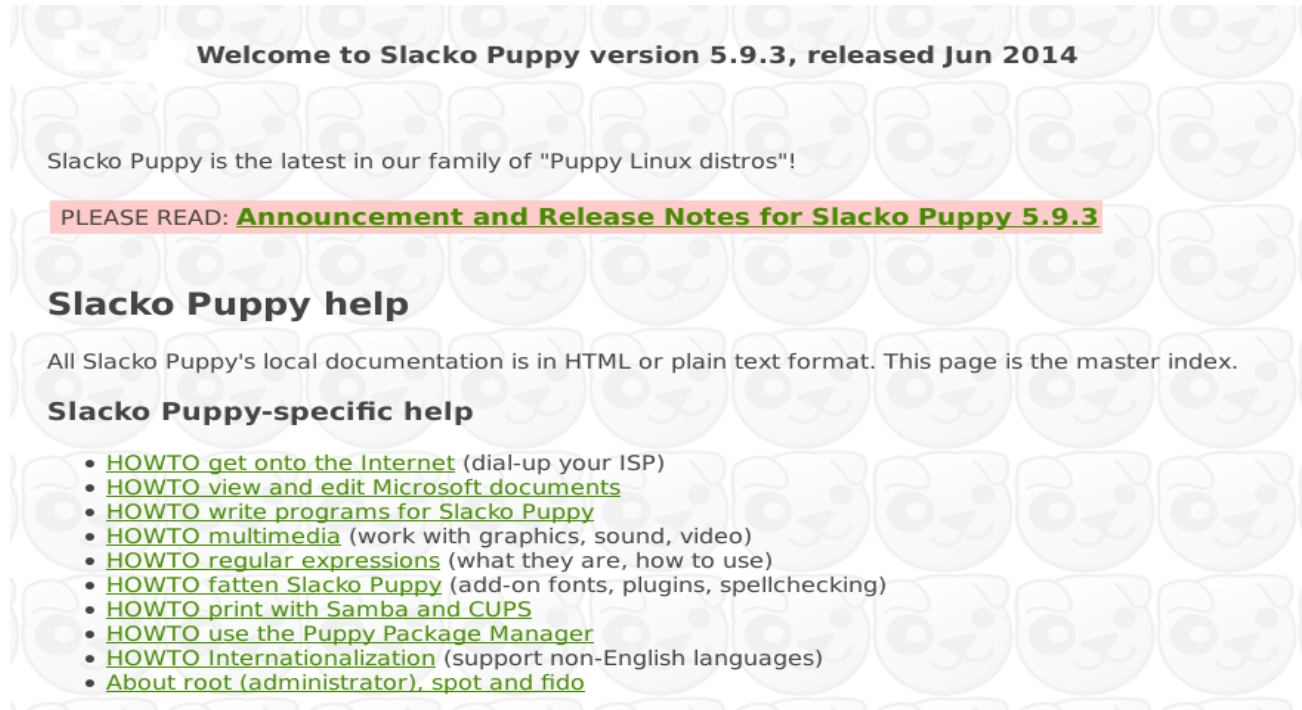 Welcome to Slacko Puppy version 5.9.3, released Jun 2014
Slacko Puppy is the latest in our family of "Puppy Linux distros"!
PLEASE READ: Announcement and Release Notes for Slacko Puppy 5.9.3
Slacko Puppy help
All Slacko Puppy's local documentation is in HTML or plain text format. This page is the master index.
Slacko Puppy-specific help
• HOWTO get onto the Internet (dial-up your ISP)
• HOWTO view and edit Microsoft documents
• HOWTO write programs for Slacko Puppy
• HOWTO multimedia (work with graphics, sound, video)
• HOWTO regular expressions (what they are, how to use)
• HOWTO fatten Slacko Puppy (add-on fonts, plugins, spellchecking)
• HOWTO print with Samba and CUPS
• HOWTO use the Puppy Package Manager
• HOWTO Internationalization (support non-English languages)
• About root (administrator), spot and fido